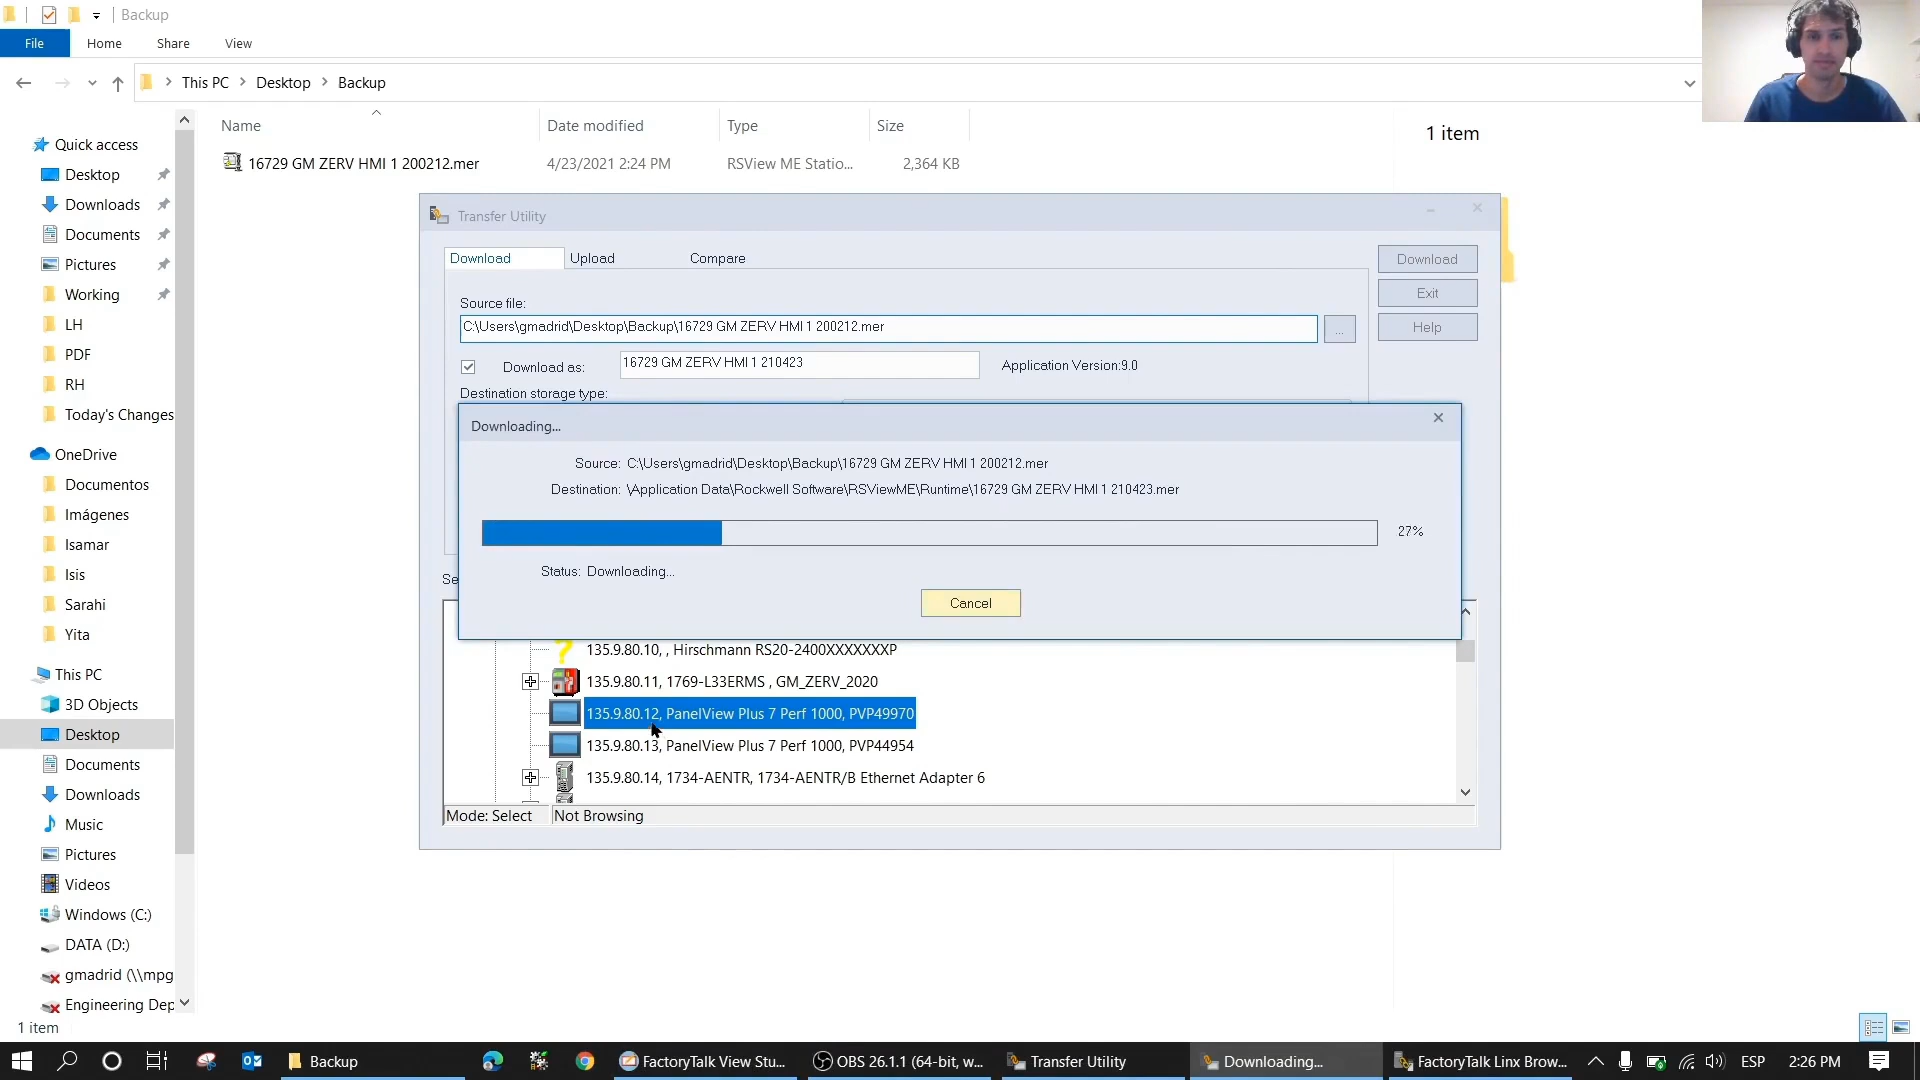 Backup
File
Home
Share
View
This PC
Desktop
Backup
Name
Date modified
Type
Size
1 item
16729 GM ZERV HMI 1 200212.mer
4/23/2021 2:24 PM
RSView ME Statio...
2,364 KB
Quick access
Desktop
Downloads
Documents
Pictures
Working
LH
PDF
RH
Today's Changes
OneDrive
Documentos
Imágenes
Isamar
Isis
Sarahi
Yita
This PC
3D Objects
Desktop
Documents
Downloads
Music
Pictures
Videos
Windows (C:)
DATA (D:)
gmadrid (\\mpg
Engineering Dep
1 item
Transfer Utility
Download
Upload
Compare
Download
Exit
Help
Source file:
C:\Users\gmadrid\Desktop\Backup\16729 GM ZERV HMI 1 200212.mer
...
Download as:
16729 GM ZERV HMI 1 210423
Application Version:9.0
Destination storage type:
Downloading...
Source: C:\Users\gmadrid\Desktop\Backup\16729 GM ZERV HMI 1 200212.mer
Destination: \Application Data\Rockwell Software\RSViewME\Runtime\16729 GM ZERV HMI 1 210423.mer
27%
Status: Downloading...
Cancel
Se
135.9.80.10, , Hirschmann RS20-2400XXXXXXXP
135.9.80.11, 1769-L33ERMS , GM_ZERV_2020
135.9.80.12, PanelView Plus 7 Perf 1000, PVP49970
135.9.80.13, PanelView Plus 7 Perf 1000, PVP44954
135.9.80.14, 1734-AENTR, 1734-AENTR/B Ethernet Adapter 6
Mode: Select
Not Browsing
Backup
FactoryTalk View Stu...
OBS 26.1.1 (64-bit, w...
Transfer Utility
Downloading...
FactoryTalk Linx Brow...
ESP
2:26 PM